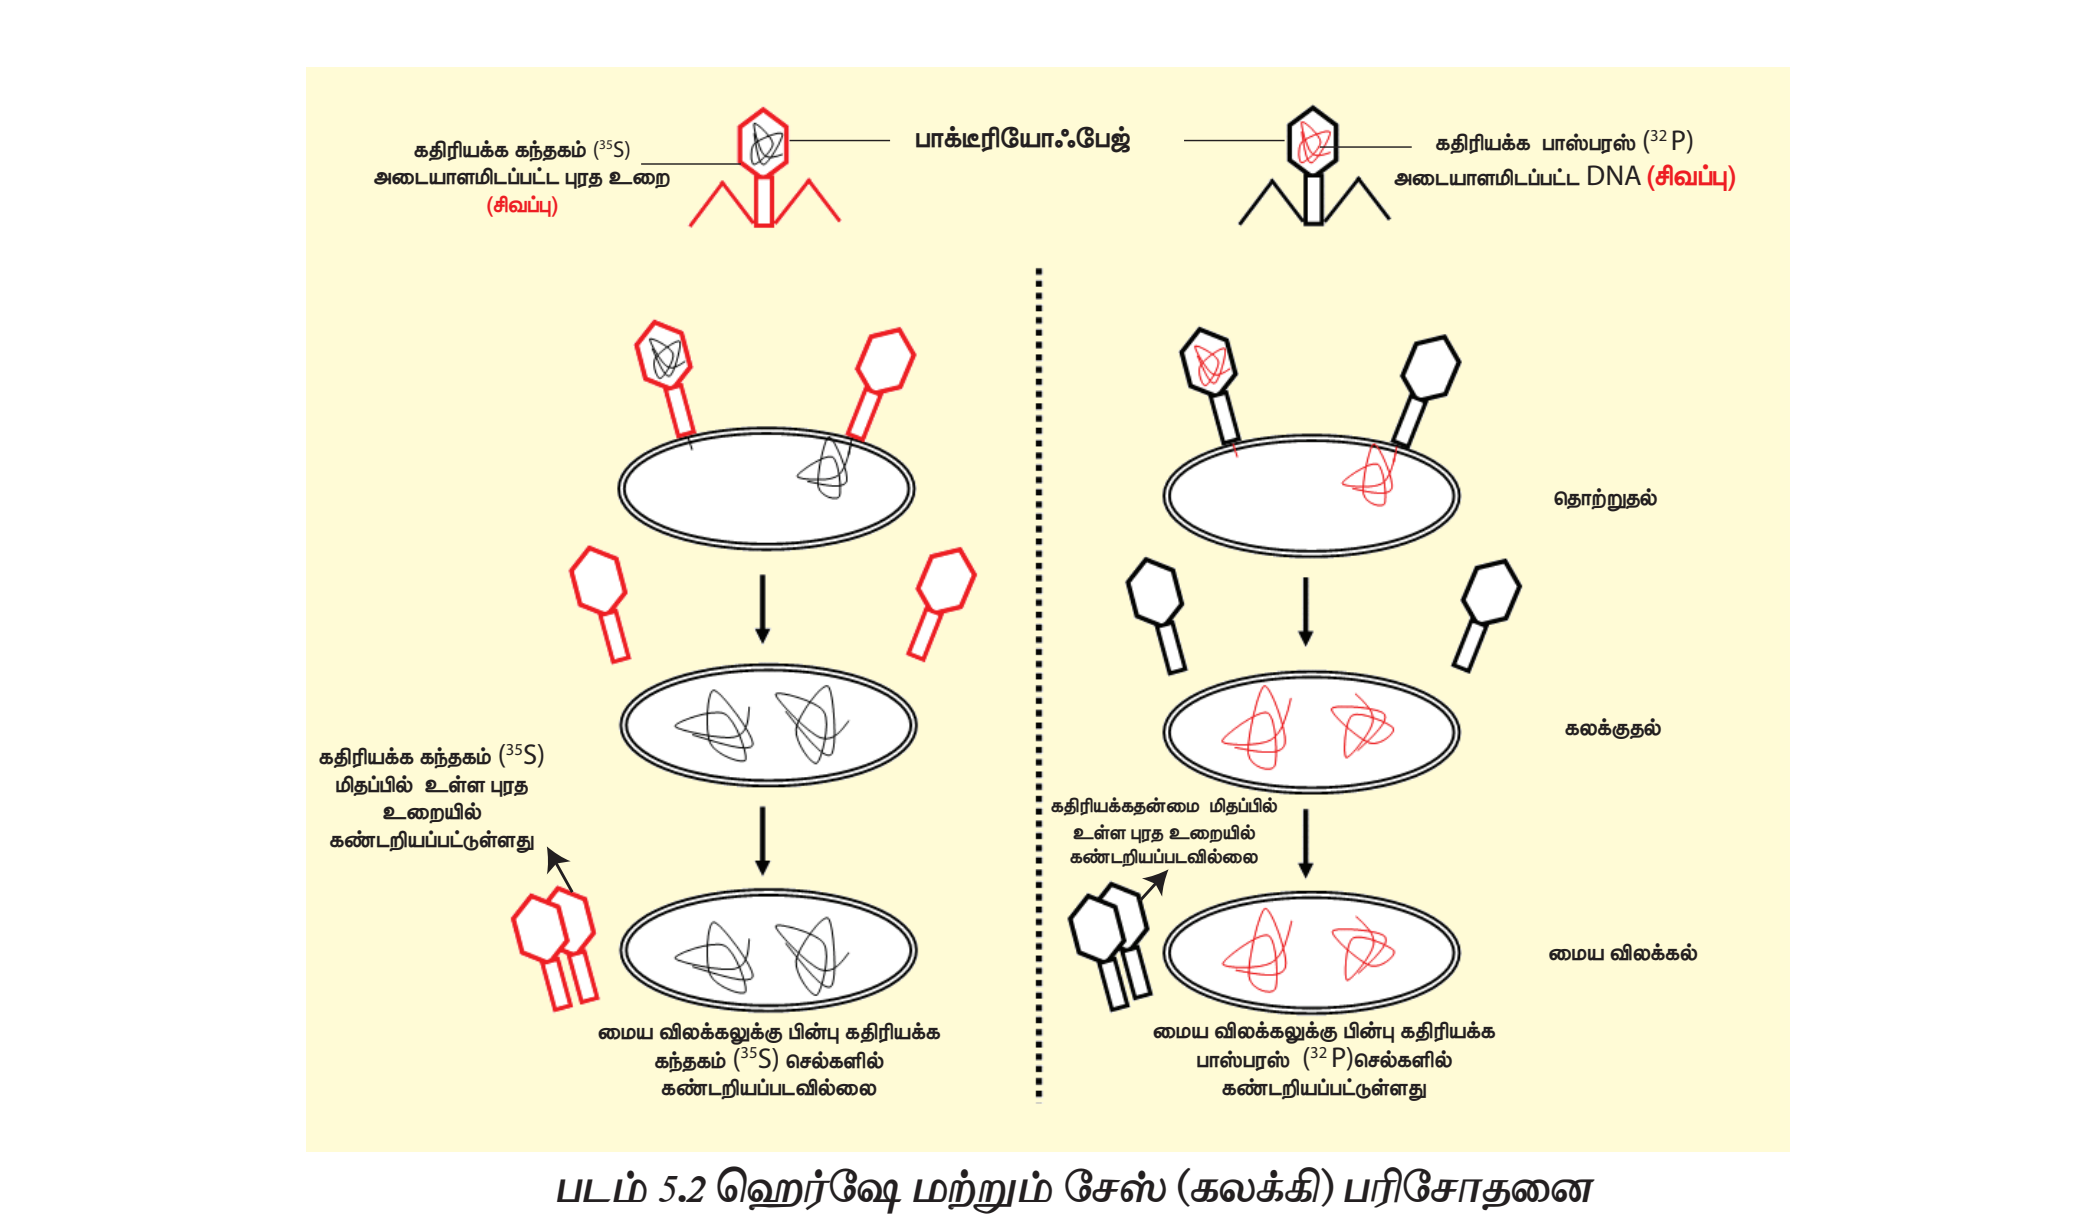 பாக்டீரியோஃபேஜ்
கதிரியக்க கந்தகம் (³⁵S)
அடையாளமிடப்பட்ட புரத உறை
(சிவப்பு)
கதிரியக்க பாஸ்பரஸ் (³² P)
அடையாளமிடப்பட்ட DNA (சிவப்பு)
தொற்றுதல்
கலக்குதல்
கதிரியக்க கந்தகம் (³⁵S)
மிதப்பில் உள்ள புரத
உறையில்
கண்டறியப்பட்டுள்ளது
கதிரியக்கதன்மை மிதப்பில்
உள்ள புரத உறையில்
கண்டறியப்படவில்லை
மைய விலக்கல்
மைய விலக்கலுக்கு பின்பு கதிரியக்க
கந்தகம் (³⁵S) செல்களில்
கண்டறியப்படவில்லை
மைய விலக்கலுக்கு பின்பு கதிரியக்க
பாஸ்பரஸ் (³² P)செல்களில்
கண்டறியப்பட்டுள்ளது
படம் 5.2 ஹெர்ஷே மற்றும் சேஸ் (கலக்கி) பரிசோதனை